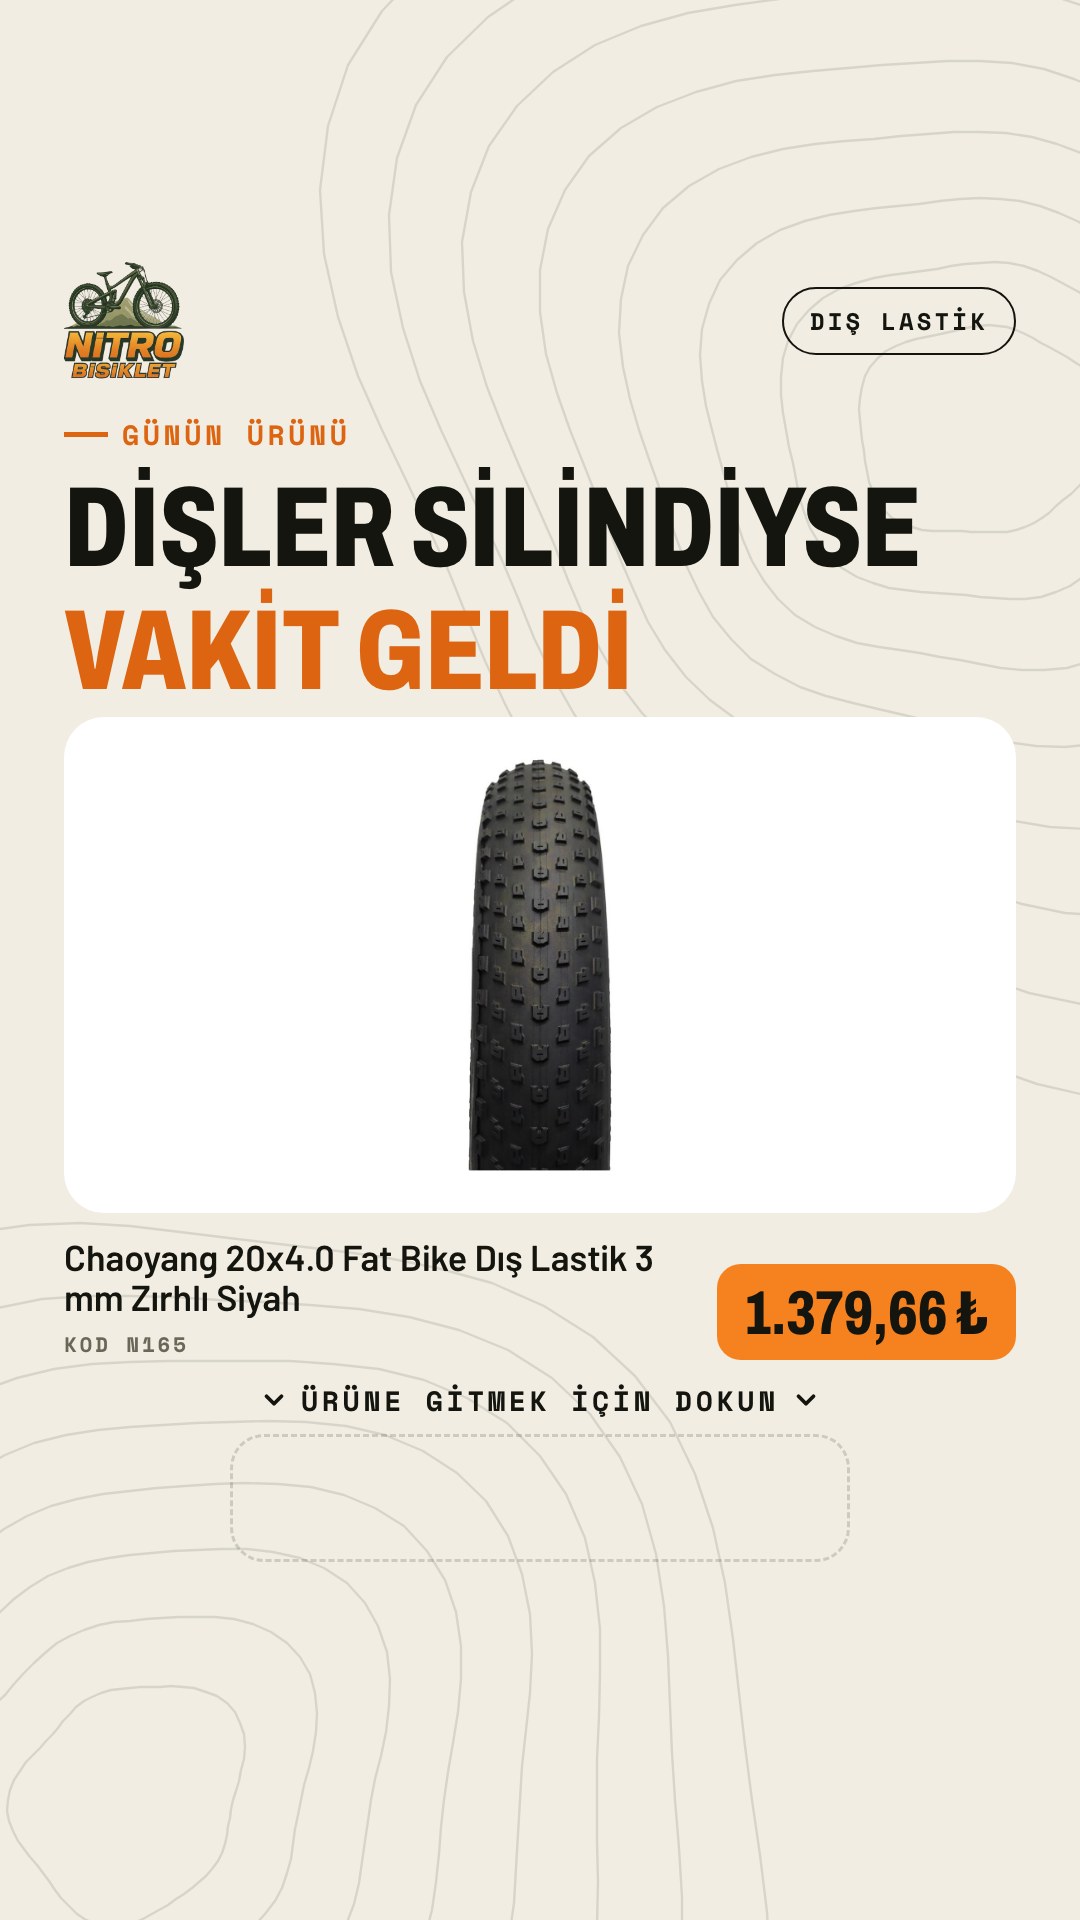 NiTRO
BiSiKLET
DIŞ LASTİK
GÜNÜN ÜRÜNÜ
DİŞLER SİLİNDİYSE
VAKİT GELDİ
Chaoyang 20x4.0 Fat Bike Dış Lastik 3
mm Zırhlı Siyah
KOD N165
1.379,66 ₺
ÜRÜNE GİTMEK İÇİN DOKUN